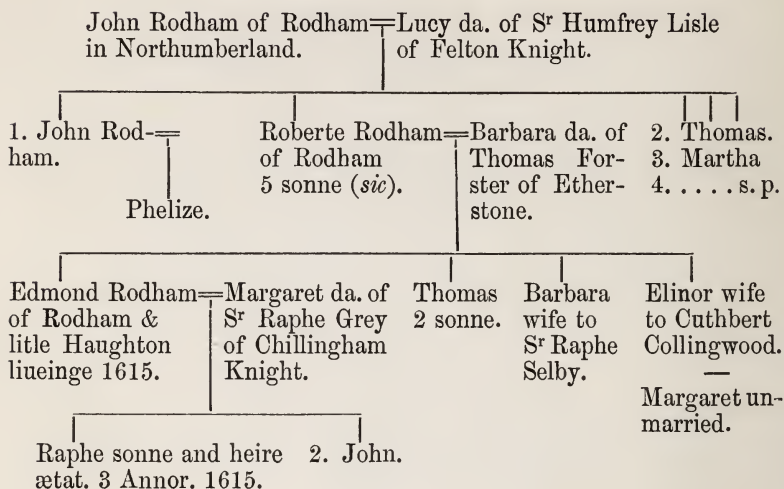 John Rodham of Rodham=Lucy da. of Sʳ Humfrey Lisle
in Northumberland. of Felton Knight.
1. John Rod-=
ham.
Phelize.
Roberte Rodham=Barbara da. of
of Rodham Thomas For-
5 sonne (sic). ster of Ether-
stone.
2. Thomas.
3. Martha
4. . . . . . s. p.
Edmond Rodham=Margaret da. of
of Rodham & Sʳ Raphe Grey
litle Haughton of Chillingham
liueinge 1615. Knight.
Thomas
2 sonne.
Barbara
wife to
Sʳ Raphe
Selby.
Elinor wife
to Cuthbert
Collingwood.
—
Margaret un-
married.
Raphe sonne and heire
ætat. 3 Annor. 1615.
2. John.